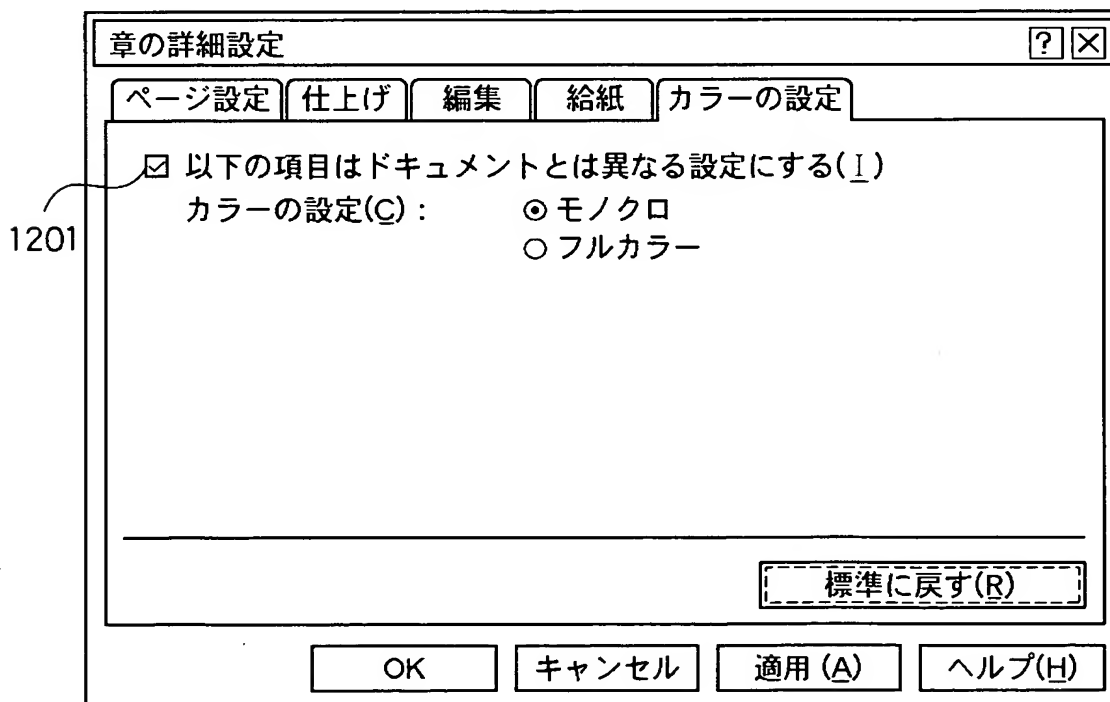 章の詳細設定 ? ×
ページ設定 仕上げ 編集 給紙 カラーの設定
以下の項目はドキュメントとは異なる設定にする(I)
カラーの設定(C): モノクロ
フルカラー
1201
標準に戻す(R)
OK キャンセル 適用 (A) ヘルプ(H)